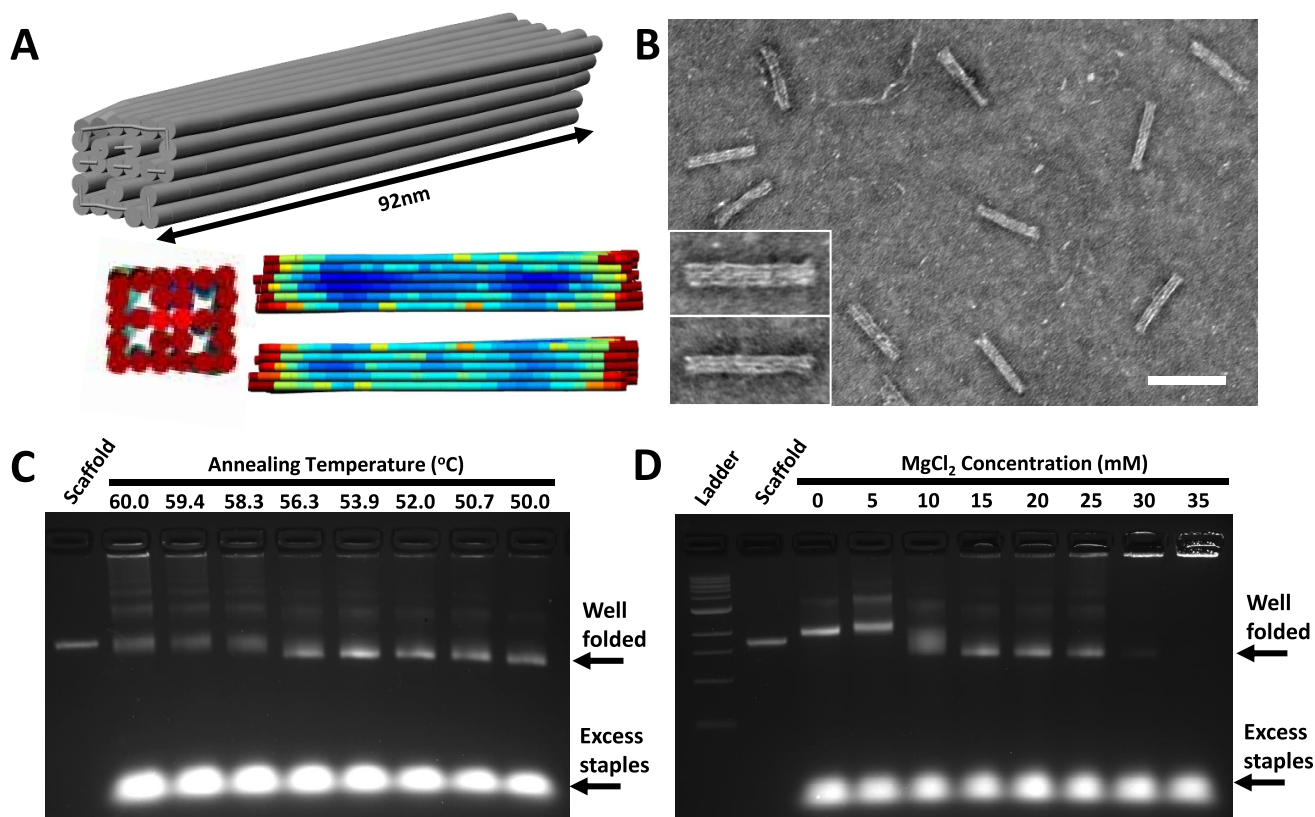 A
92nm
B
C
Scaffold
Annealing Temperature (°C)
60.0 59.4 58.3 56.3 53.9 52.0 50.7 50.0
Well
folded
Excess
staples
D
Ladder
Scaffold
MgCl₂ Concentration (mM)
0 5 10 15 20 25 30 35
Well
folded
Excess
staples